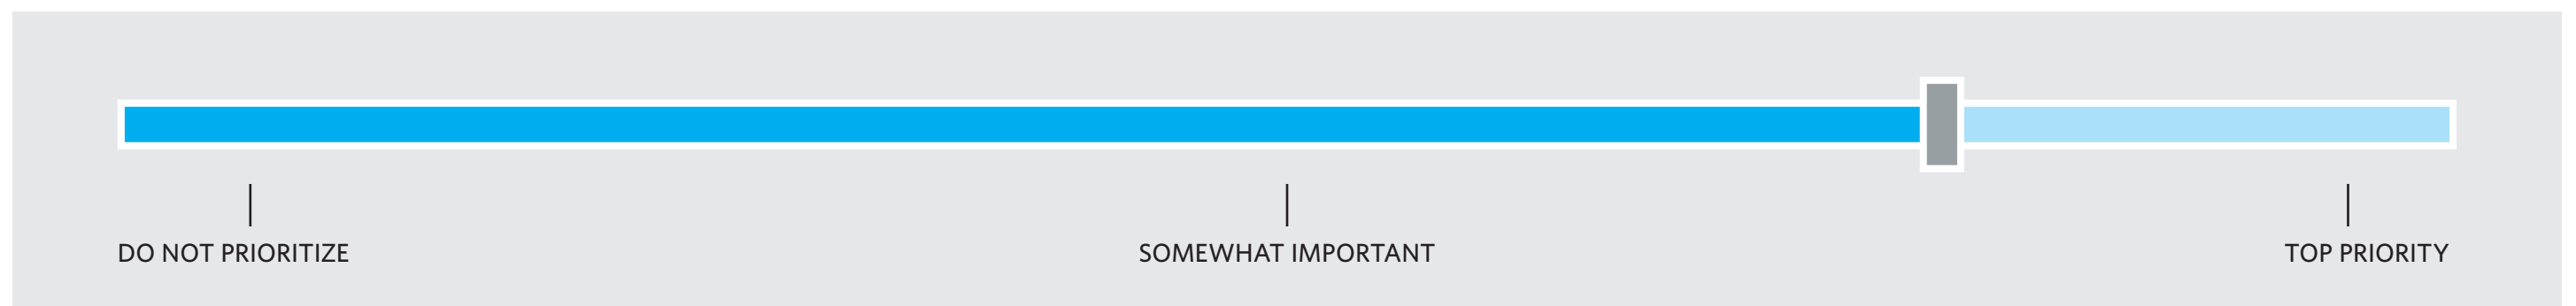 DO NOT PRIORITIZE
SOMEWHAT IMPORTANT
TOP PRIORITY